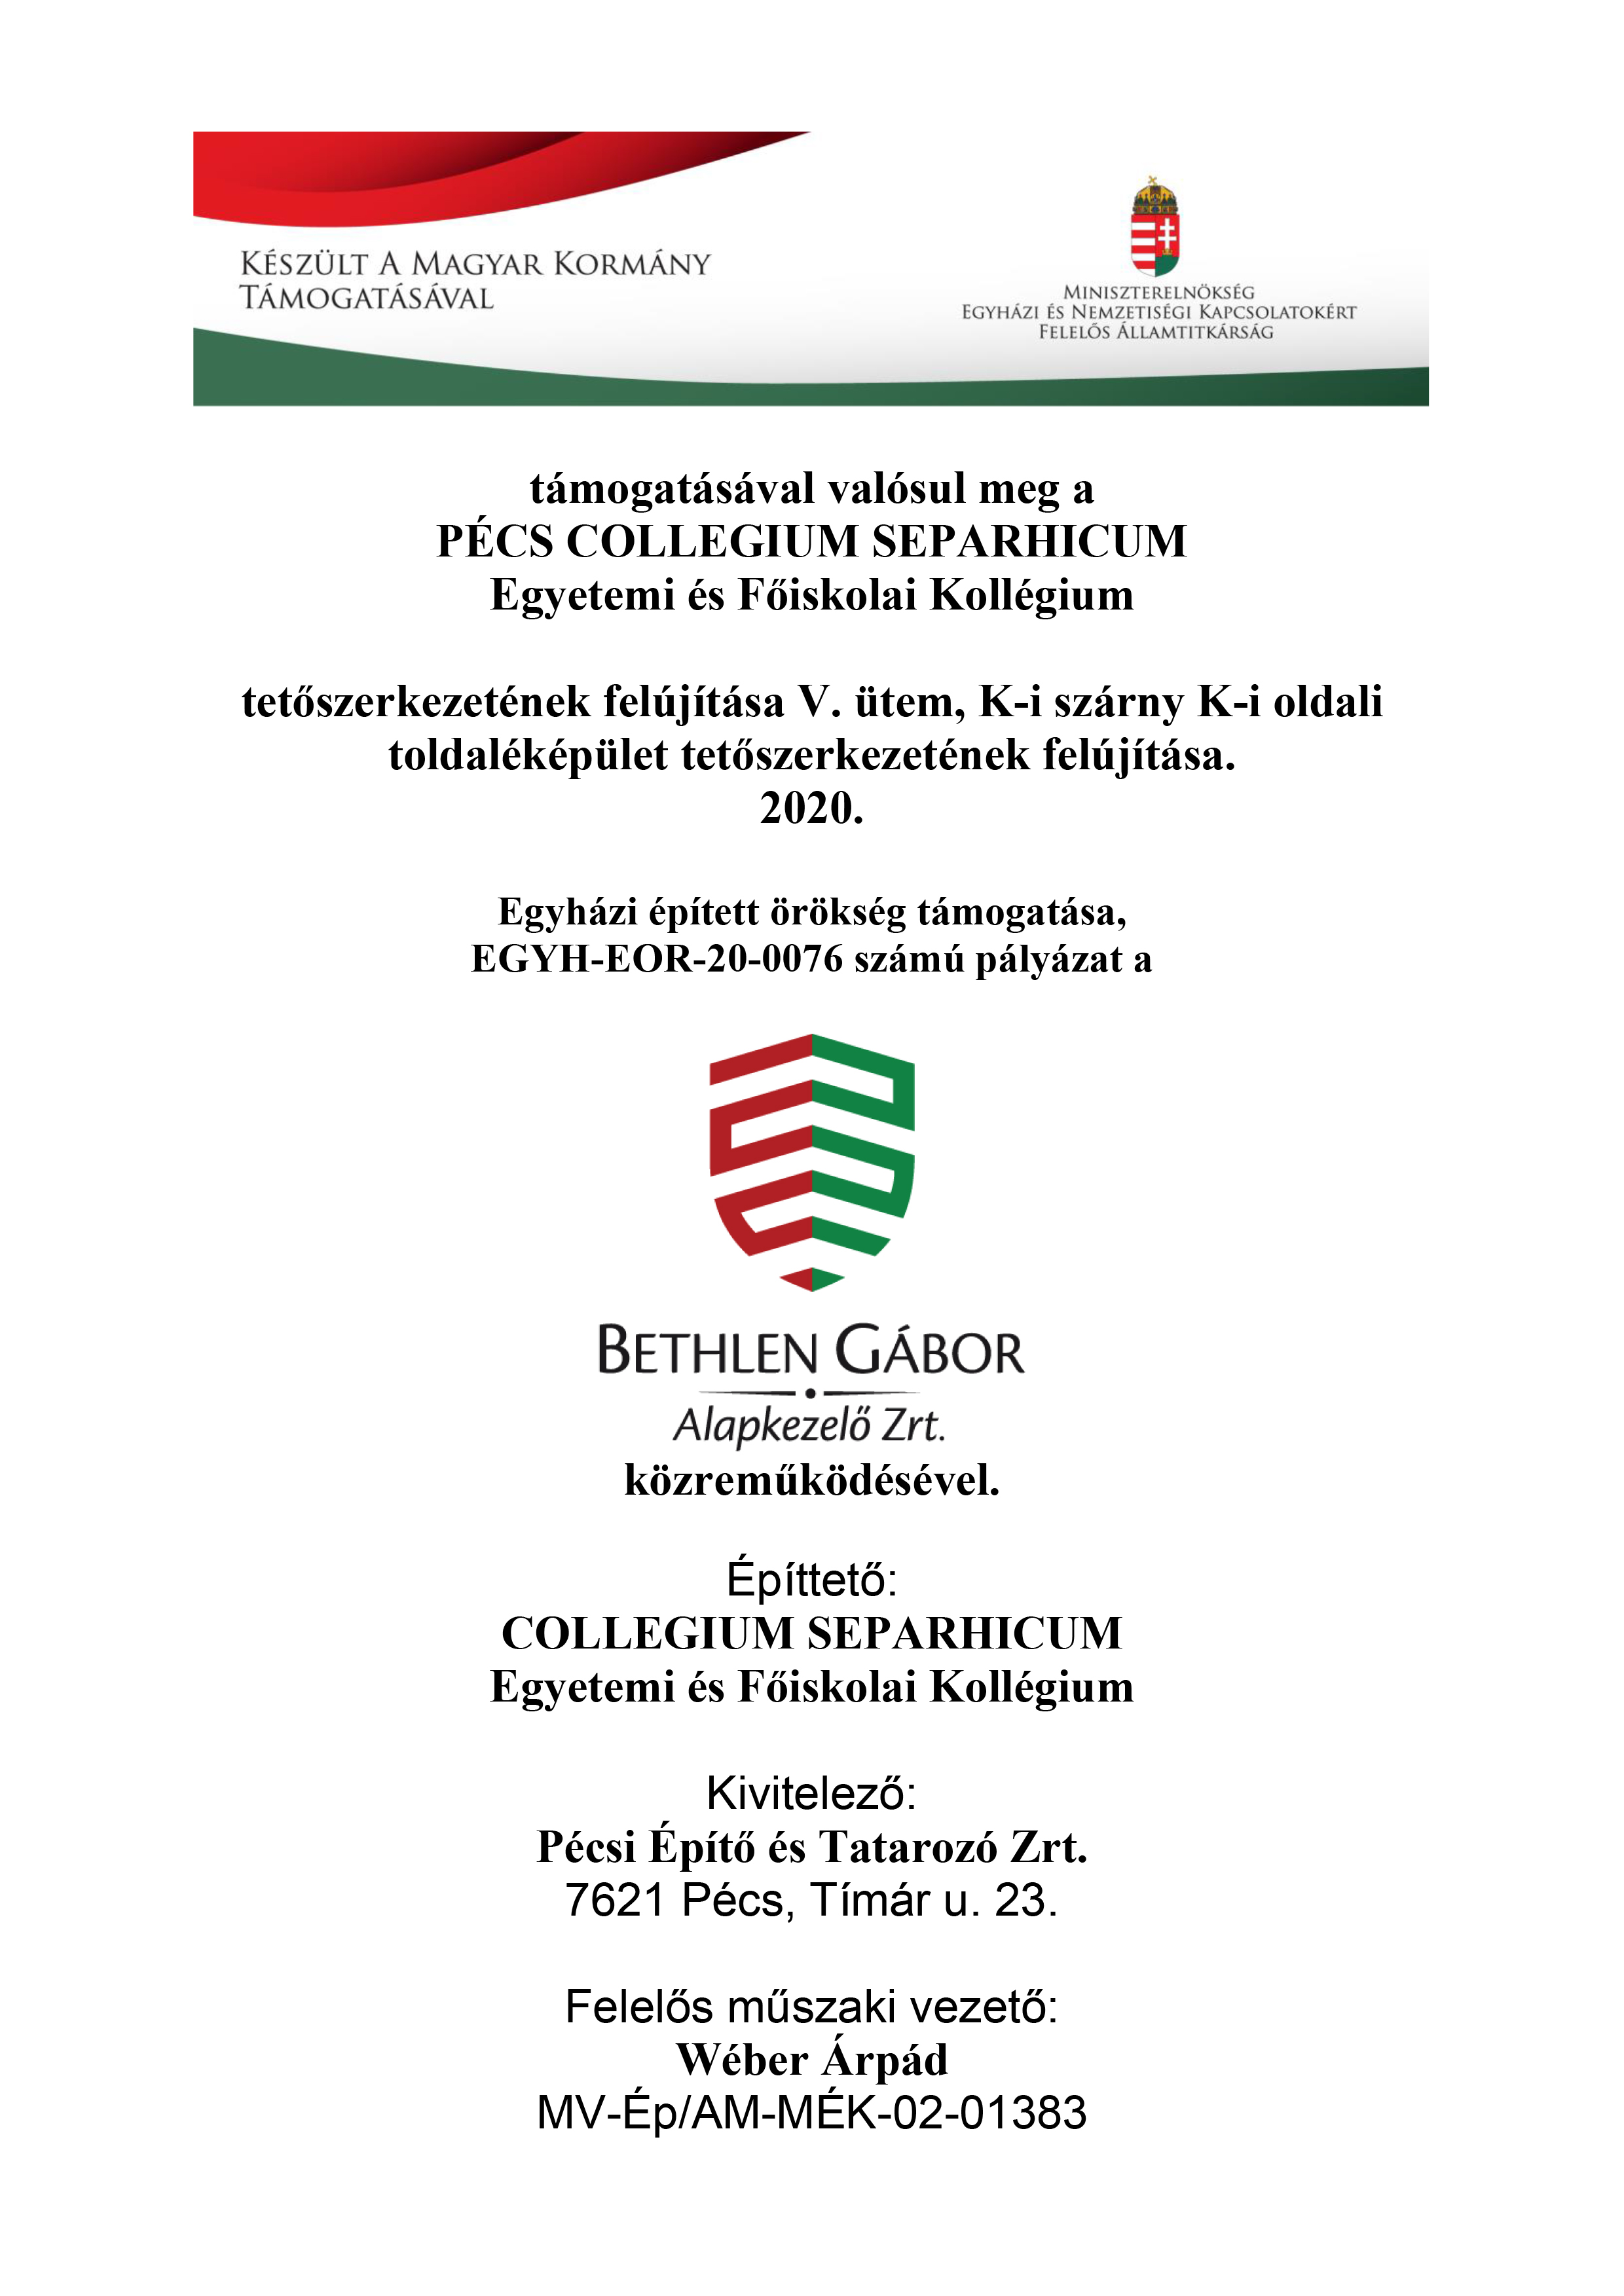 KÉSZÜLT A MAGYAR KORMÁNY
TÁMOGATÁSÁVAL
MINISZTERELNÖKSÉG
EGYHÁZI ÉS NEMZETISÉGI KAPCSOLATOKÉRT
FELELŐS ÁLLAMTITKÁRSÁG
támogatásával valósul meg a
PÉCS COLLEGIUM SEPARHICUM
Egyetemi és Főiskolai Kollégium
tetőszerkezetének felújítása V. ütem, K-i szárny K-i oldali
toldaléképület tetőszerkezetének felújítása.
2020.
Egyházi épített örökség támogatása,
EGYH-EOR-20-0076 számú pályázat a
BETHLEN GÁBOR
Alapkezelő Zrt.
közreműködésével.
Építtető:
COLLEGIUM SEPARHICUM
Egyetemi és Főiskolai Kollégium
Kivitelező:
Pécsi Építő és Tatarozó Zrt.
7621 Pécs, Tímár u. 23.
Felelős műszaki vezető:
Wéber Árpád
MV-Ép/AM-MÉK-02-01383